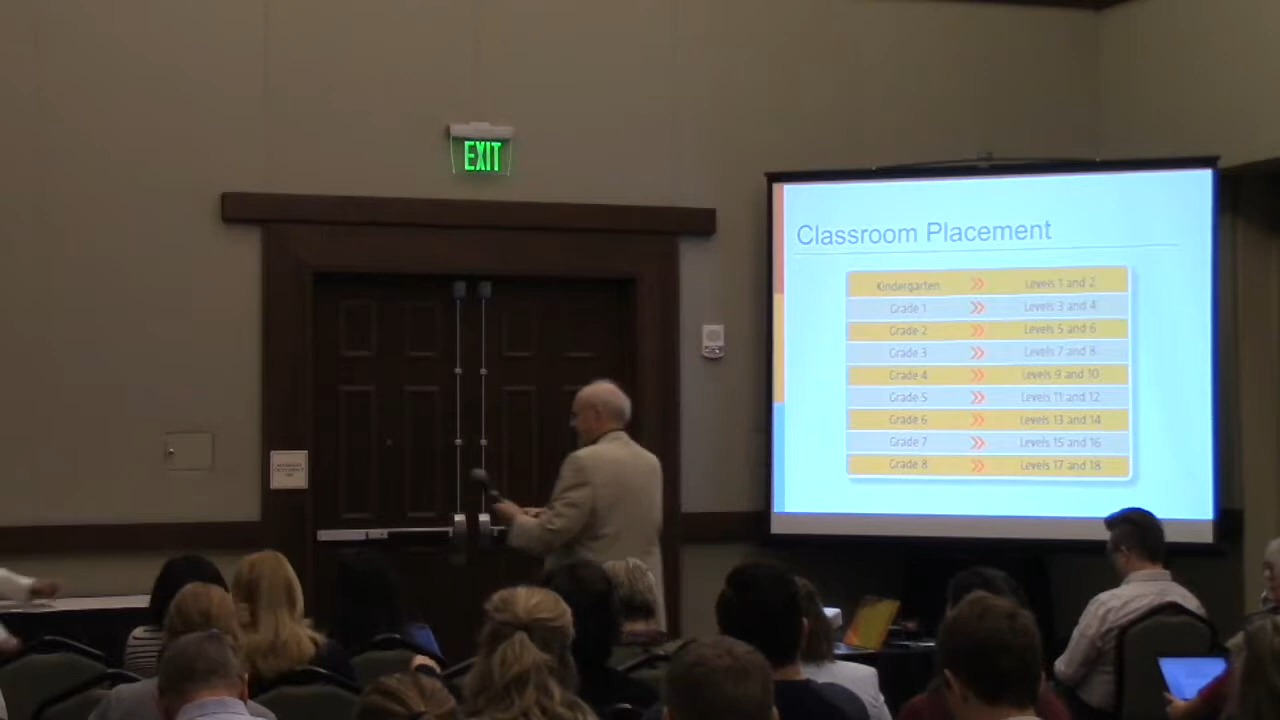 EXIT
Classroom Placement
Kindergarten >> Levels 1 and 2
Grade 1 >> Levels 3 and 4
Grade 2 >> Levels 5 and 6
Grade 3 >> Levels 7 and 8
Grade 4 >> Levels 9 and 10
Grade 5 >> Levels 11 and 12
Grade 6 >> Levels 13 and 14
Grade 7 >> Levels 15 and 16
Grade 8 >> Levels 17 and 18